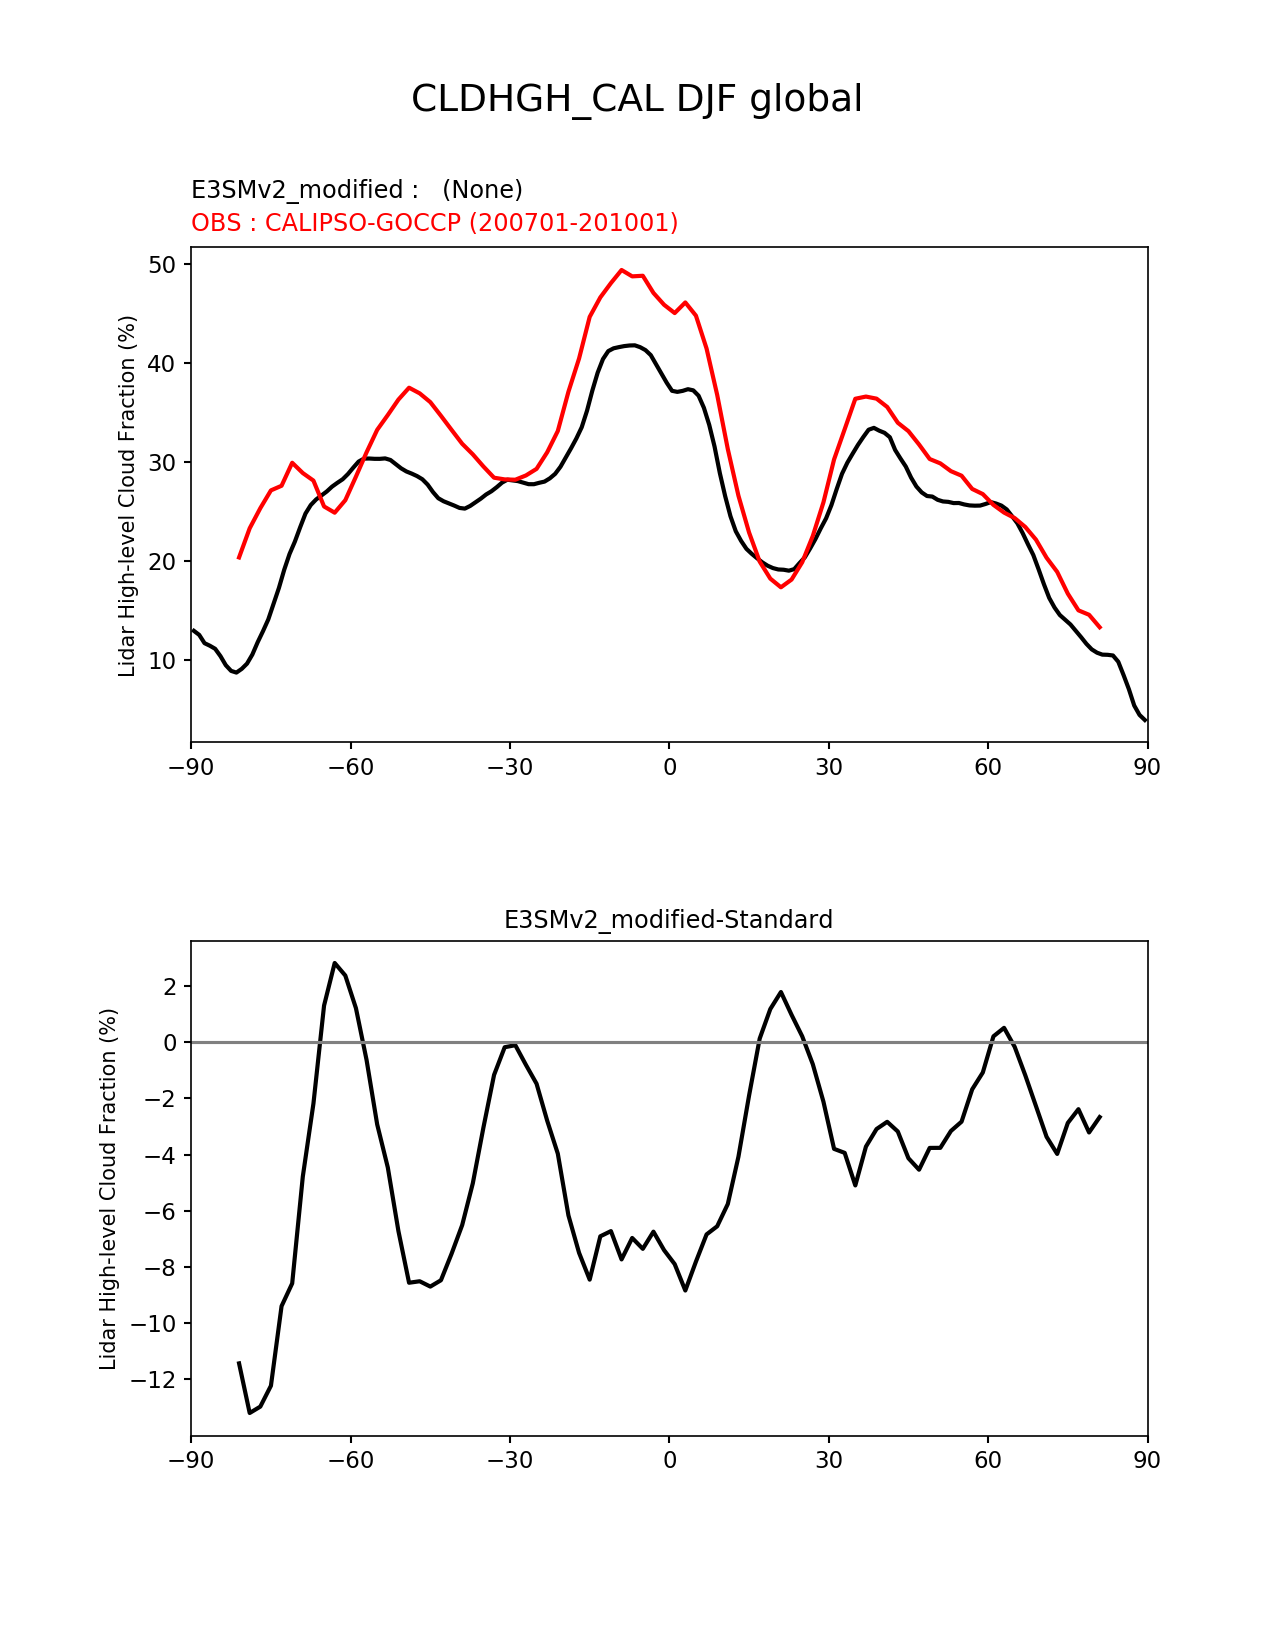 CLDHGH_CAL DJF global
E3SMv2_modified :   (None)
OBS : CALIPSO-GOCCP (200701-201001)
Lidar High-level Cloud Fraction (%)
50
40
30
20
10
−90 −60 −30 0 30 60 90
E3SMv2_modified-Standard
Lidar High-level Cloud Fraction (%)
2
0
−2
−4
−6
−8
−10
−12
−90 −60 −30 0 30 60 90